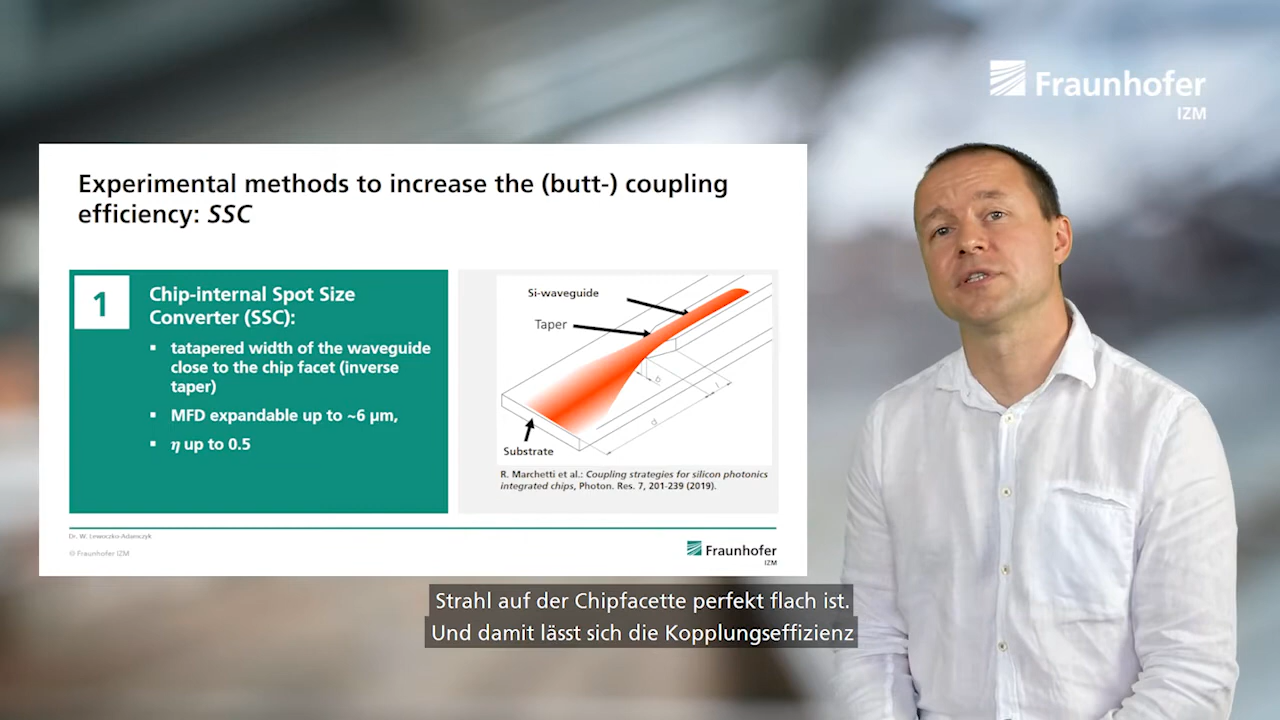 Fraunhofer
IZM
Experimental methods to increase the (butt-) coupling
efficiency: SSC
1
Chip-internal Spot Size
Converter (SSC):
▪ tatapered width of the waveguide
close to the chip facet (inverse
taper)
▪ MFD expandable up to ~6 µm,
▪ η up to 0.5
Si-waveguide
Taper
Substrate
R. Marchetti et al.: Coupling strategies for silicon photonics
integrated chips, Photon. Res. 7, 201-239 (2019).
Dr. W. Lewoczko-Adamczyk
© Fraunhofer IZM
Fraunhofer
IZM
Strahl auf der Chipfacette perfekt flach ist.
Und damit lässt sich die Kopplungseffizienz